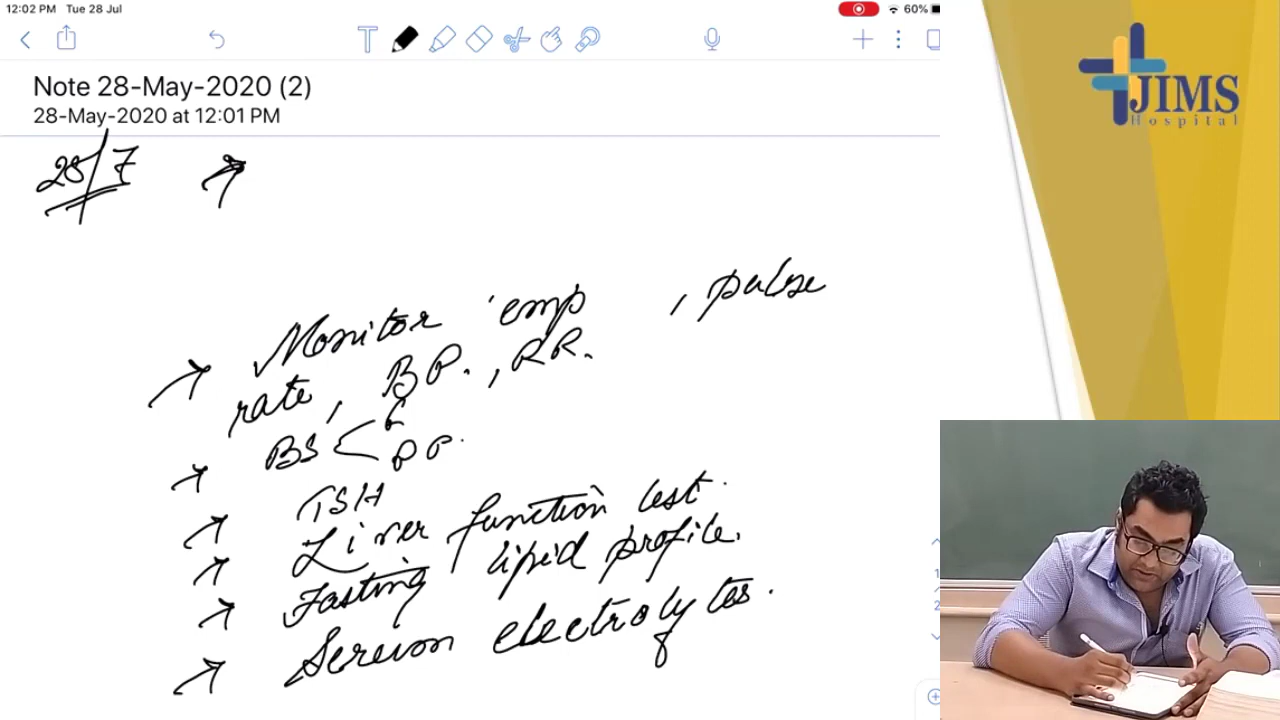 12:02 PM Tue 28 Jul
60%
T
Note 28-May-2020 (2)
28-May-2020 at 12:01 PM
JIMS
Hospital
28/7
Monitor emp , pulse
rate, BP., RR.
BS < F
PP.
TSH
Liver function test.
Fasting lipid profile.
Serum electrolytes.